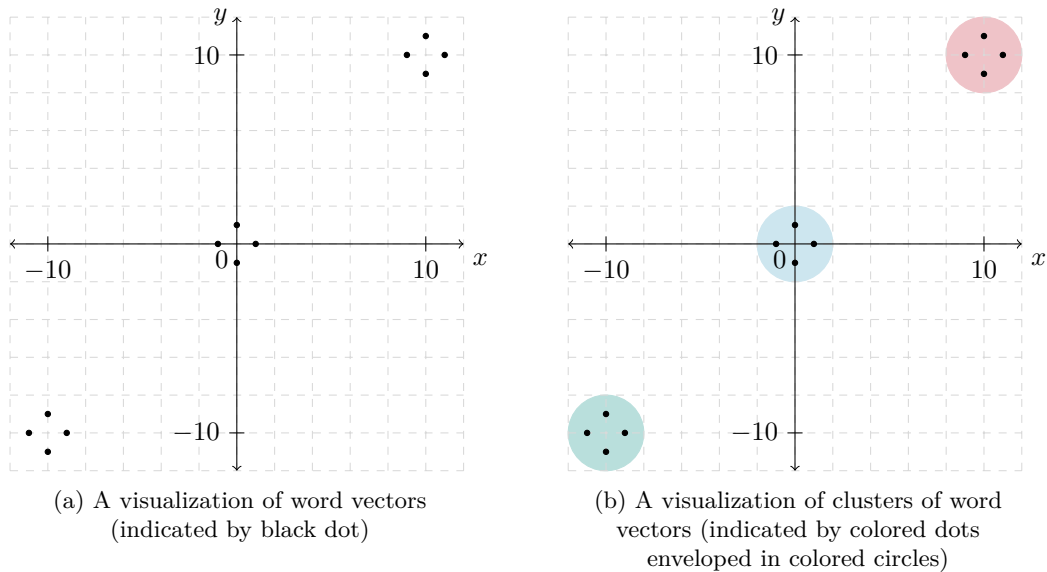 y
10
−10
0
10
x
−10
(a) A visualization of word vectors
(indicated by black dot)
y
10
−10
0
10
x
−10
(b) A visualization of clusters of word
vectors (indicated by colored dots
enveloped in colored circles)